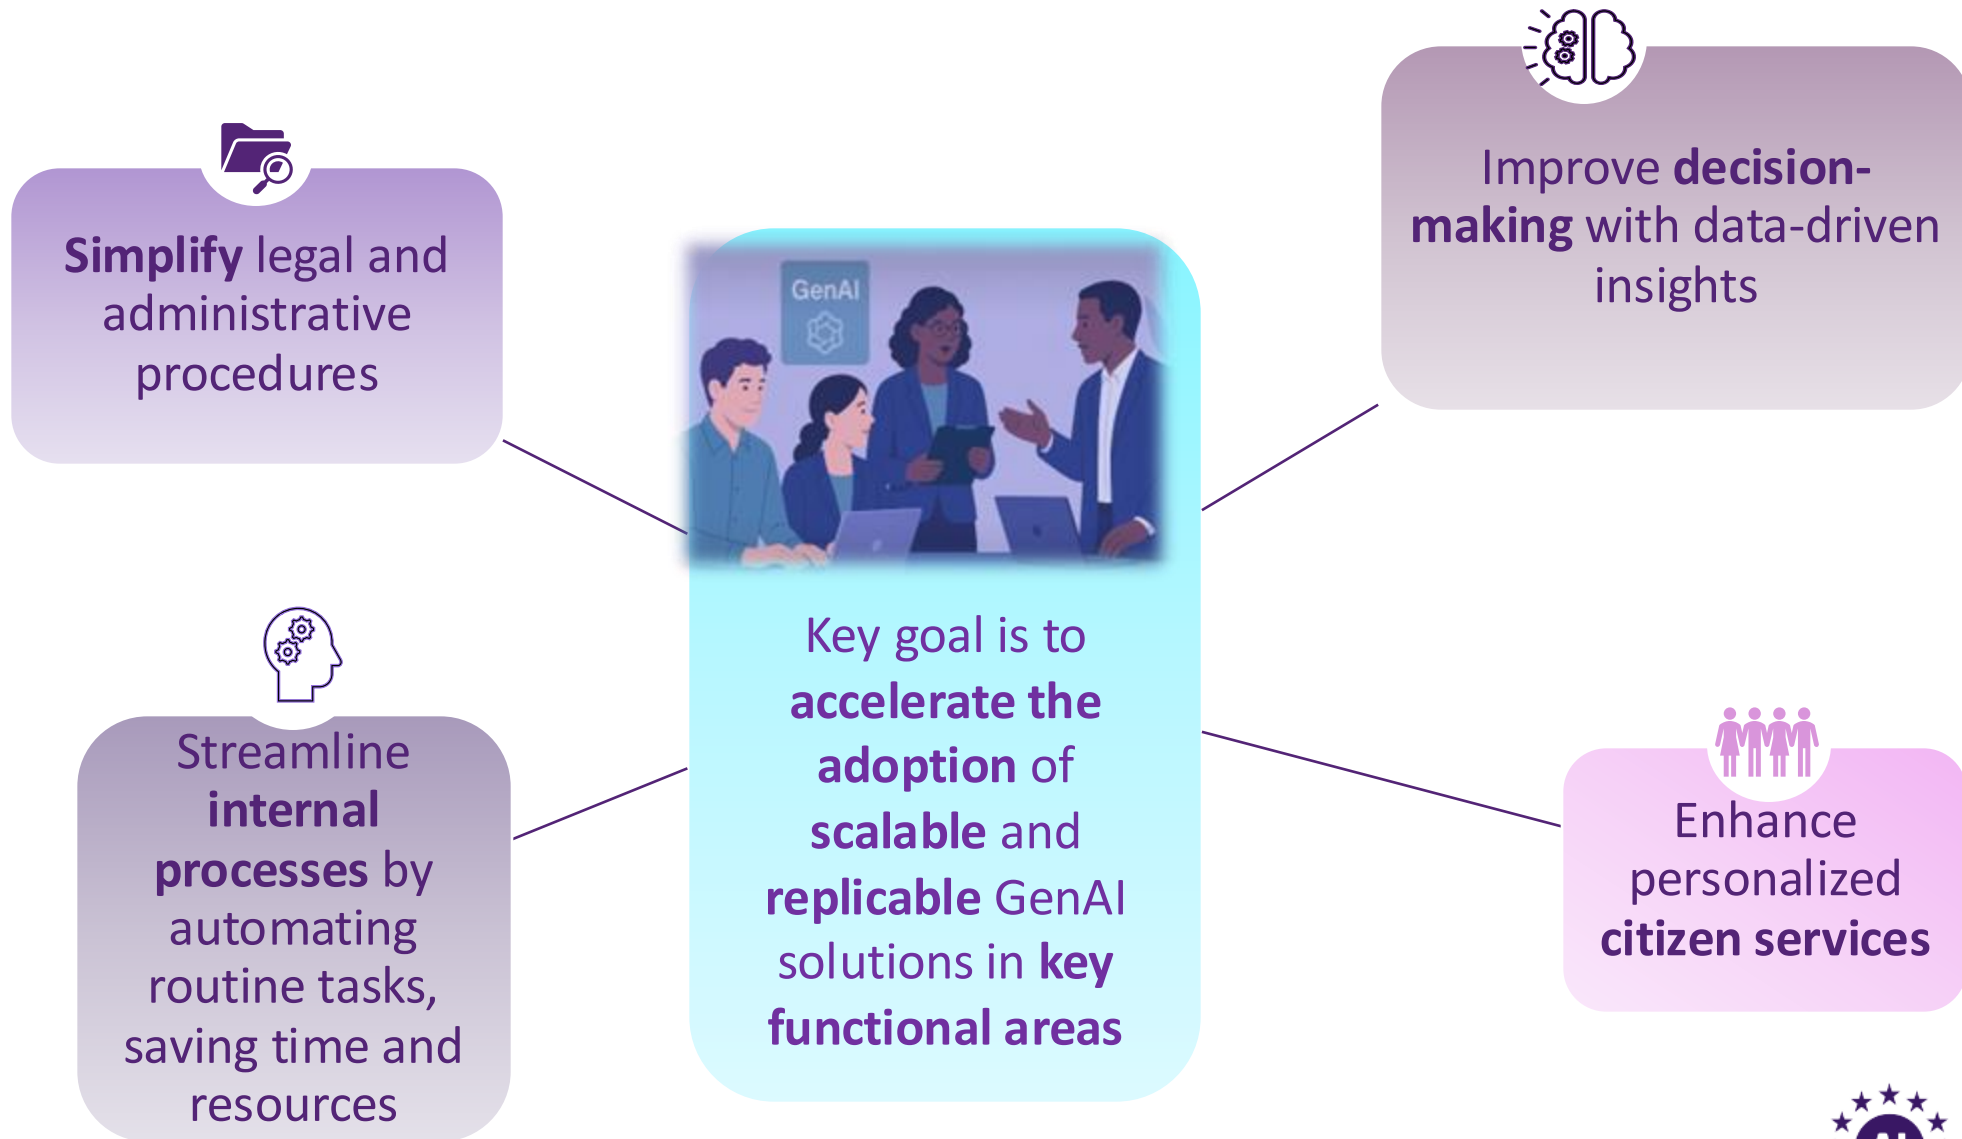 Simplify legal and
administrative
procedures
Improve decision-
making with data-driven
insights
GenAI
Key goal is to
accelerate the
adoption of
scalable and
replicable GenAI
solutions in key
functional areas
Streamline
internal
processes by
automating
routine tasks,
saving time and
resources
Enhance
personalized
citizen services